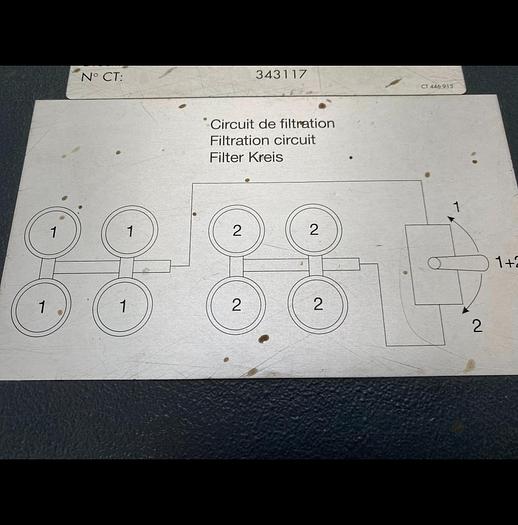 N° CT: 343117
CT 446 915
Circuit de filtration
Filtration circuit
Filter Kreis
1 1 2 2 1
1+2
1 1 2 2 2